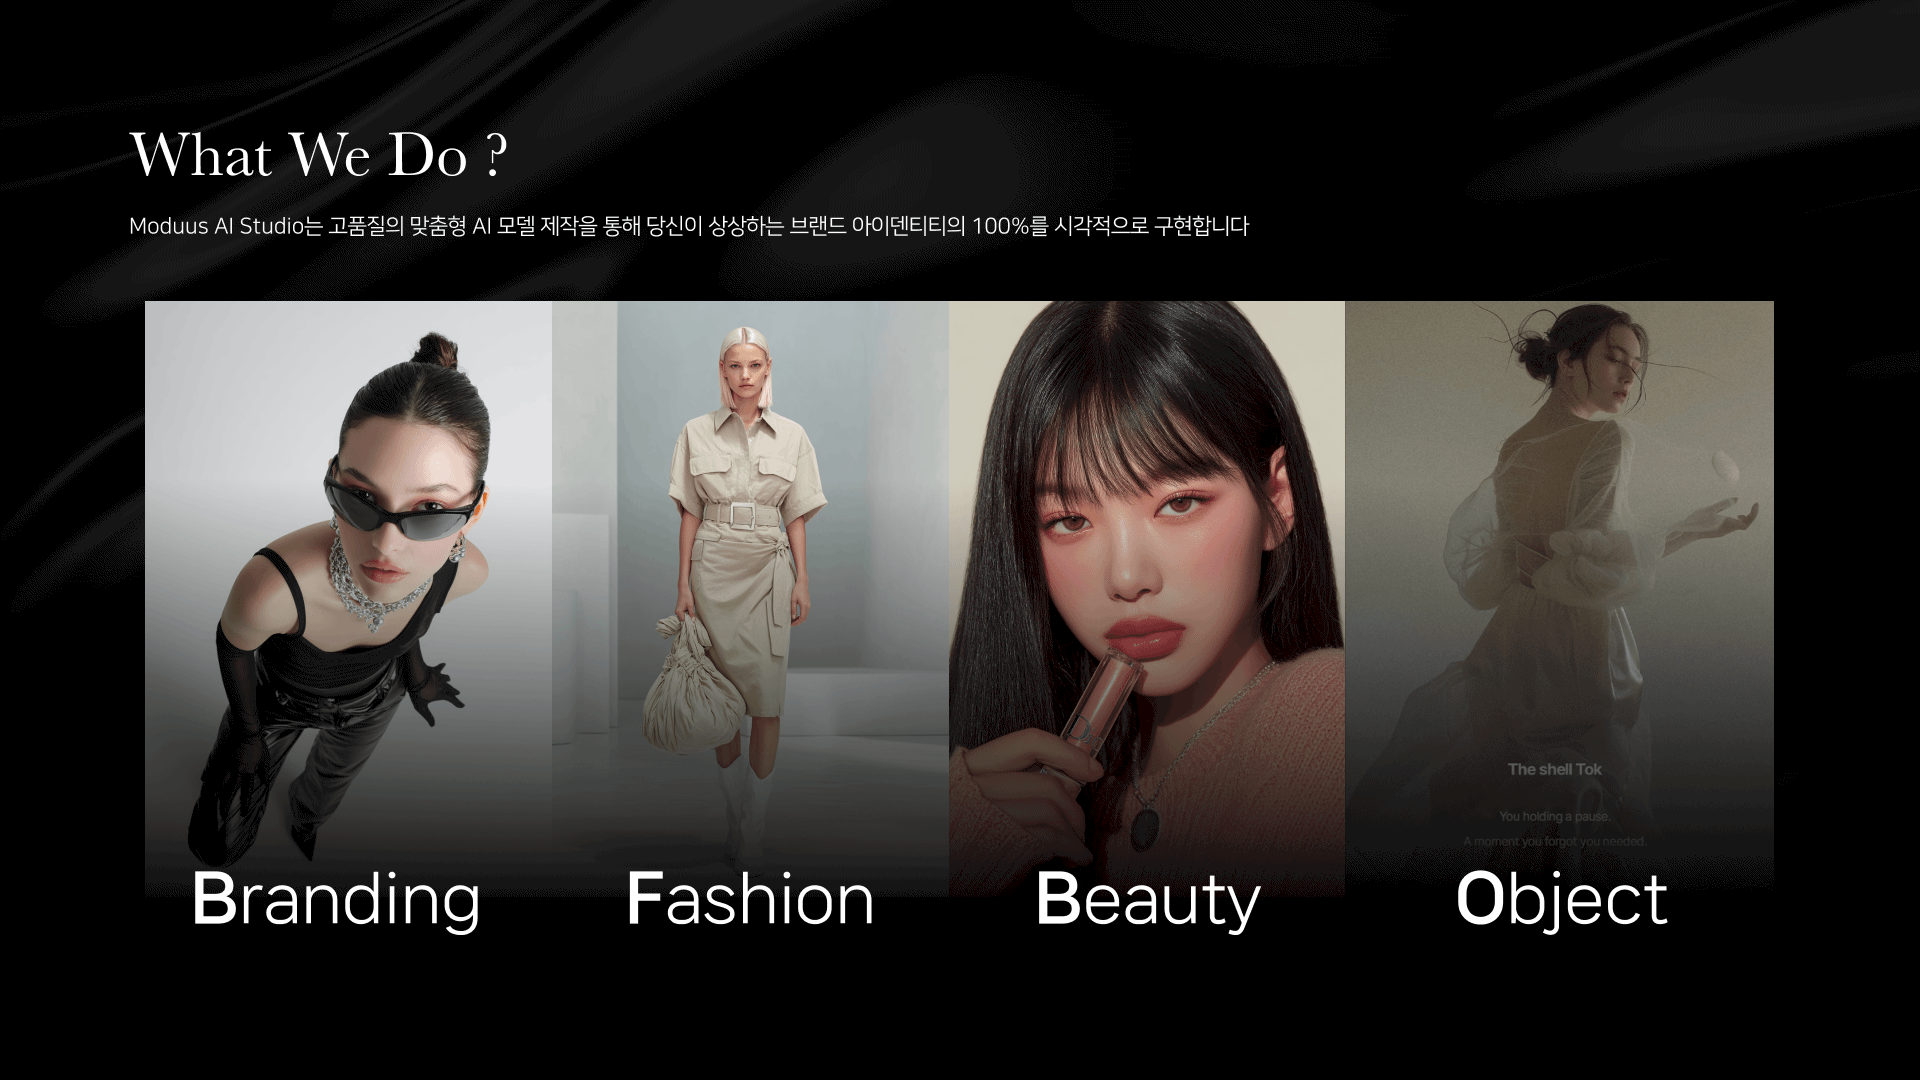 What We Do ?
Moduus AI Studio는 고품질의 맞춤형 AI 모델 제작을 통해 당신이 상상하는 브랜드 아이덴티티의 100%를 시각적으로 구현합니다
The shell Tok
You holding a pause.
A moment you forgot you needed.
Branding
Fashion
Beauty
Object